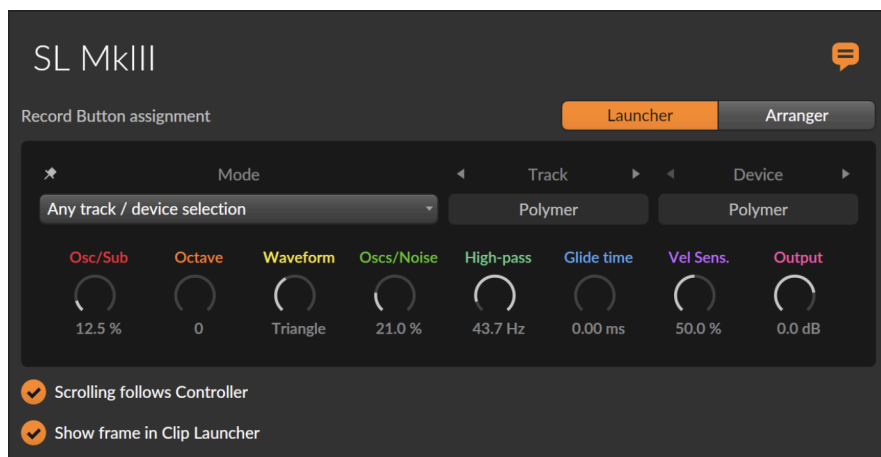 SL MkIII
Record Button assignment
Launcher
Arranger
Mode
Track
Device
Any track / device selection
Polymer
Polymer
Osc/Sub
Octave
Waveform
Oscs/Noise
High-pass
Glide time
Vel Sens.
Output
12.5 %
0
Triangle
21.0 %
43.7 Hz
0.00 ms
50.0 %
0.0 dB
Scrolling follows Controller
Show frame in Clip Launcher